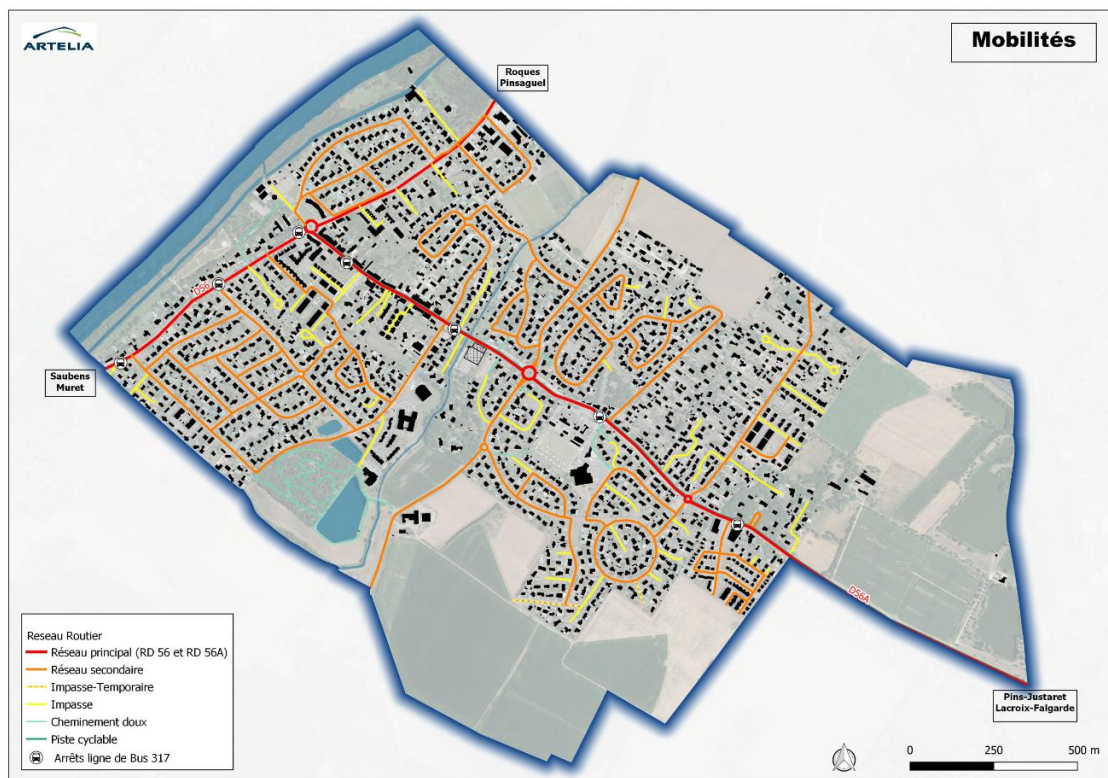 ARTELIA
Mobilités
Roques
Pinsaguel
D56
Saubens
Muret
D56A
Pins-Justaret
Lacroix-Falgarde
Reseau Routier
Réseau principal (RD 56 et RD 56A)
Réseau secondaire
Impasse-Temporaire
Impasse
Cheminement doux
Piste cyclable
Arrêts ligne de Bus 317
0 250 500 m